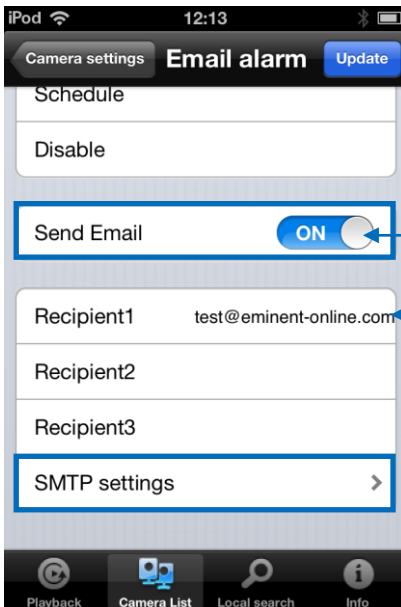 iPod 12:13
Camera settings Email alarm Update
Schedule
Disable
Send Email ON
Recipient1 test@eminent-online.com
Recipient2
Recipient3
SMTP settings
Playback Camera List Local search Info